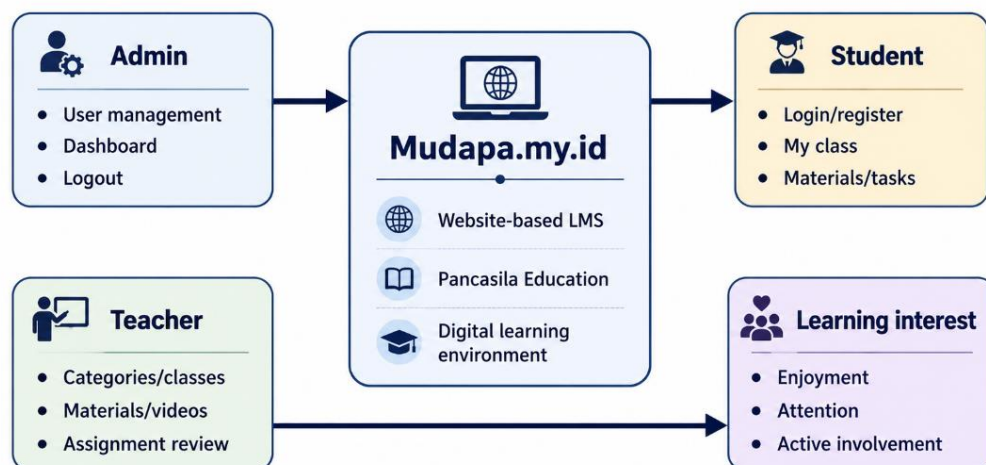 Admin
User management
Dashboard
Logout
Mudapa.my.id
Website-based LMS
Pancasila Education
Digital learning
environment
Student
Login/register
My class
Materials/tasks
Teacher
Categories/classes
Materials/videos
Assignment review
Learning interest
Enjoyment
Attention
Active involvement